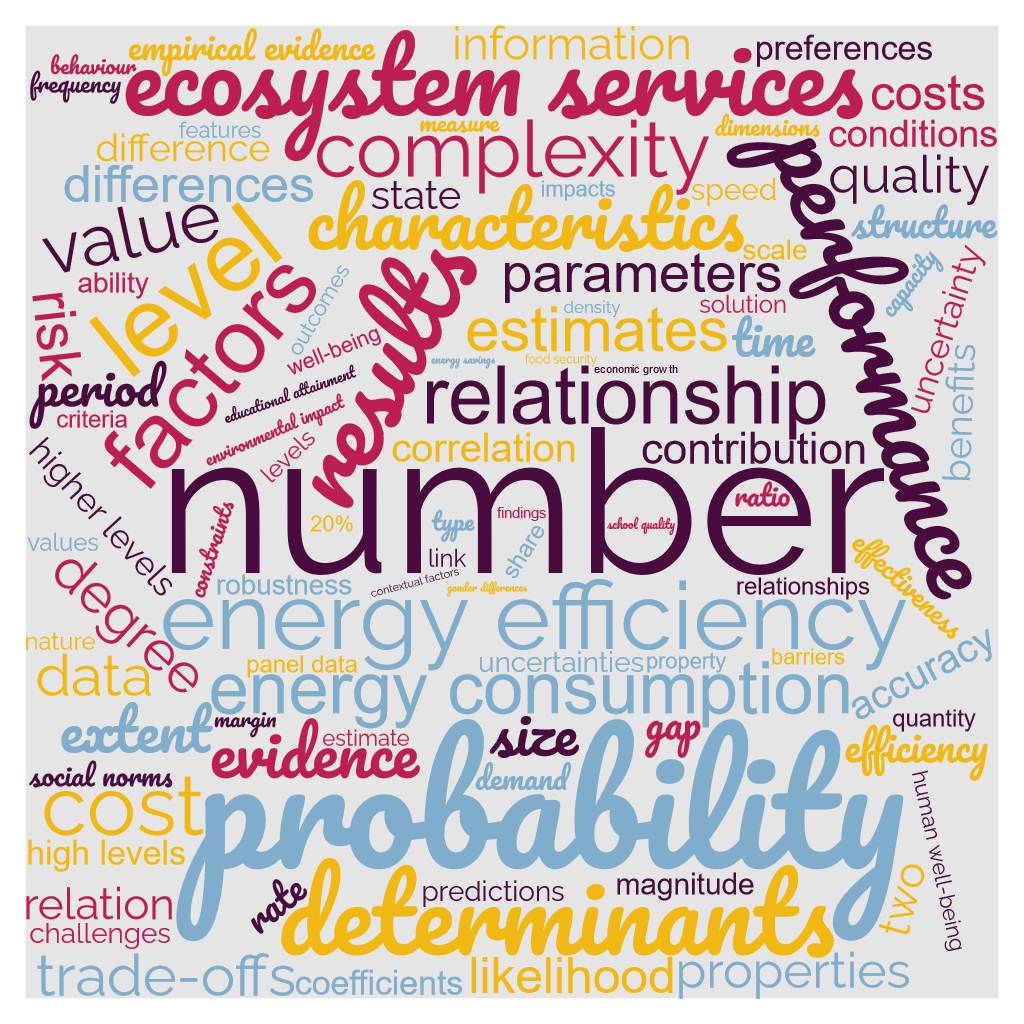 empirical evidence
information
preferences
behaviour
frequency
ecosystem services
costs
features
measure
dimensions
conditions
difference
complexity
performance
quality
differences
state
impacts
speed
value
characteristics
structure
level
ability
scale
capacity
uncertainty
factors
outcomes
results
parameters
density
solution
risk
well-being
estimates
time
benefits
energy savings
food security
economic growth
period
educational attainment
relationship
criteria
environmental impact
levels
correlation
contribution
higher levels
number
ratio
constraints
20%
type
findings
school quality
share
values
link
effectiveness
degree
robustness
contextual factors
gender differences
relationships
energy efficiency
nature
data
panel data
uncertainties
property
barriers
accuracy
energy consumption
extent
margin
size
gap
quantity
evidence
estimate
efficiency
social norms
demand
probability
human well-being
cost
high levels
relation
rate
determinants
predictions
magnitude
two
challenges
trade-offs
coefficients
likelihood
properties